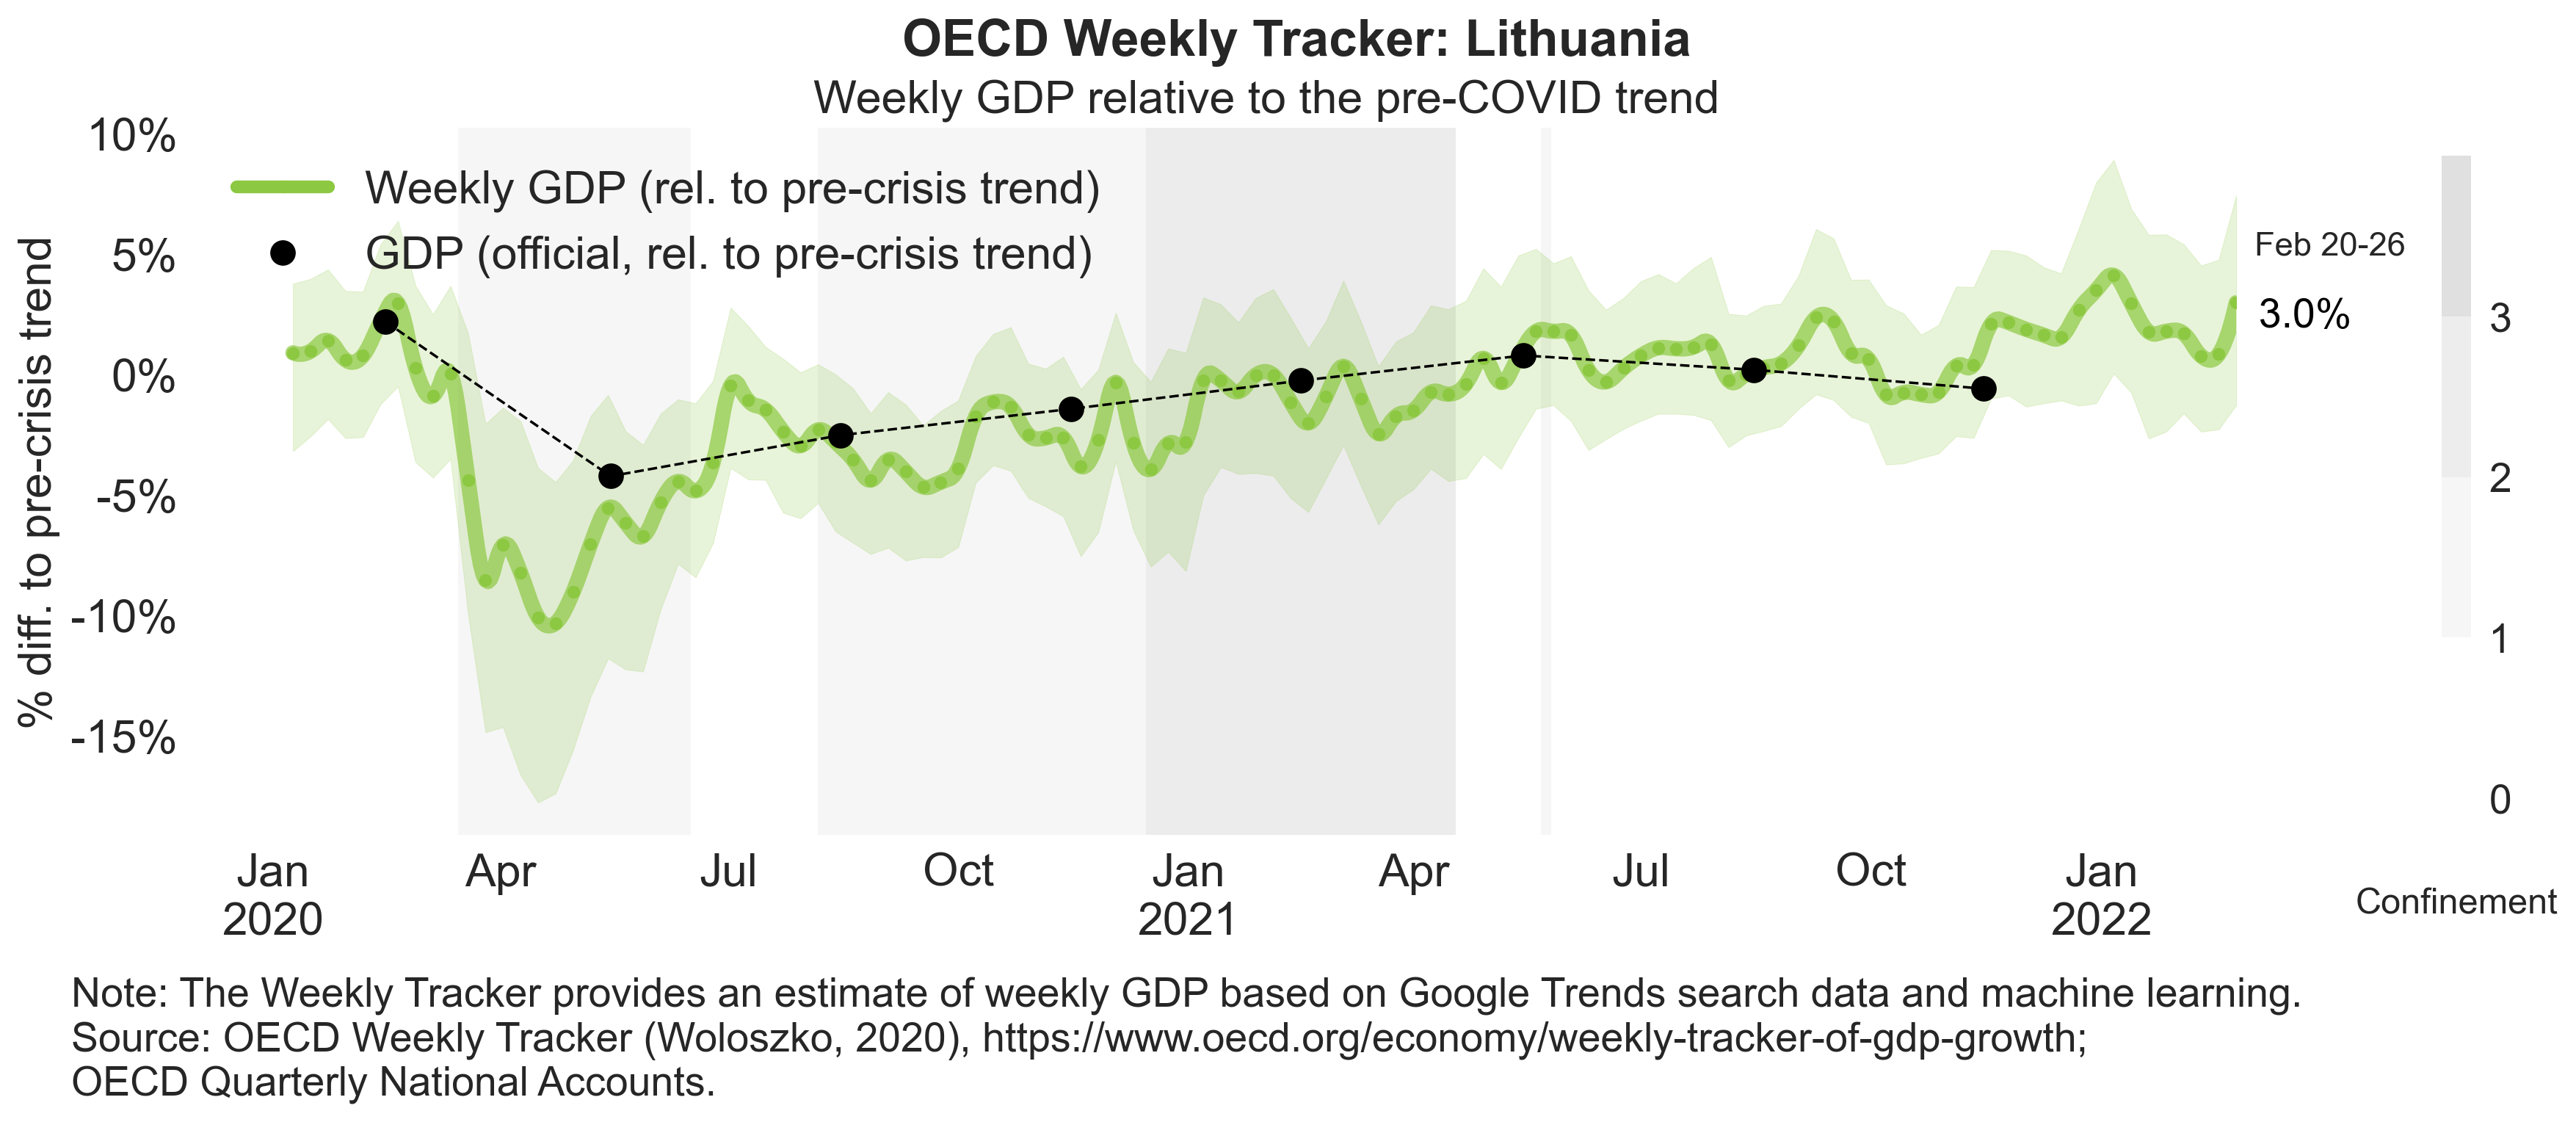 OECD Weekly Tracker: Lithuania
Weekly GDP relative to the pre-COVID trend
% diff. to pre-crisis trend
10%
5%
0%
-5%
-10%
-15%
Weekly GDP (rel. to pre-crisis trend)
GDP (official, rel. to pre-crisis trend)
Feb 20-26
3.0%
3
2
1
0
Confinement
Jan Apr Jul Oct Jan Apr Jul Oct Jan
2020 2021 2022
Note: The Weekly Tracker provides an estimate of weekly GDP based on Google Trends search data and machine learning.
Source: OECD Weekly Tracker (Woloszko, 2020), https://www.oecd.org/economy/weekly-tracker-of-gdp-growth;
OECD Quarterly National Accounts.